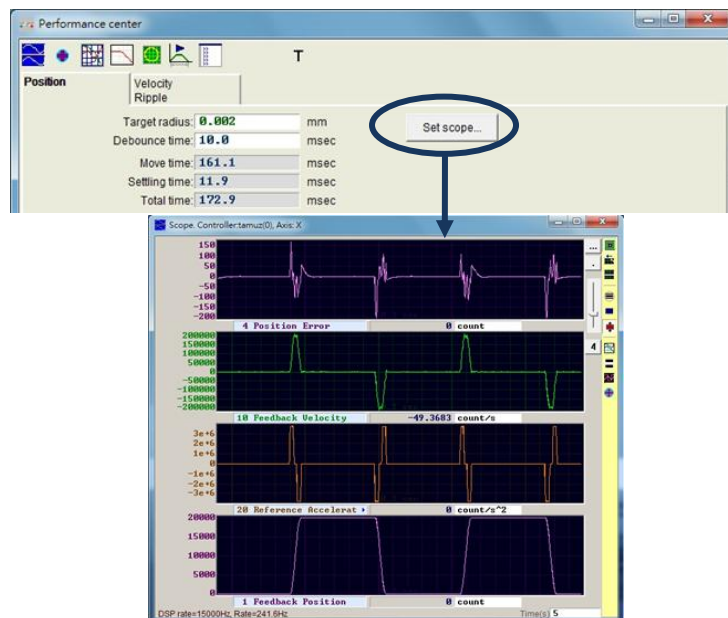 Performance center
T
Position
Velocity
Ripple
Target radius: 0.002 mm
Debounce time: 10.0 msec
Move time: 161.1 msec
Settling time: 11.9 msec
Total time: 172.9 msec
Set scope...
Scope. Controller:tamuz(0), Axis: X
150
100
50
0
-50
-100
-150
-200
4 Position Error 0 count
...
.
4
200000
150000
100000
50000
0
-50000
-100000
-150000
-200000
10 Feedback Velocity -49.3683 count/s
3e+6
2e+6
1e+6
0
-1e+6
-2e+6
-3e+6
20 Reference Accelerat 0 count/s^2
20000
15000
10000
5000
0
1 Feedback Position 0 count
DSP rate=15000Hz, Rate=241.6Hz Time(s) 5